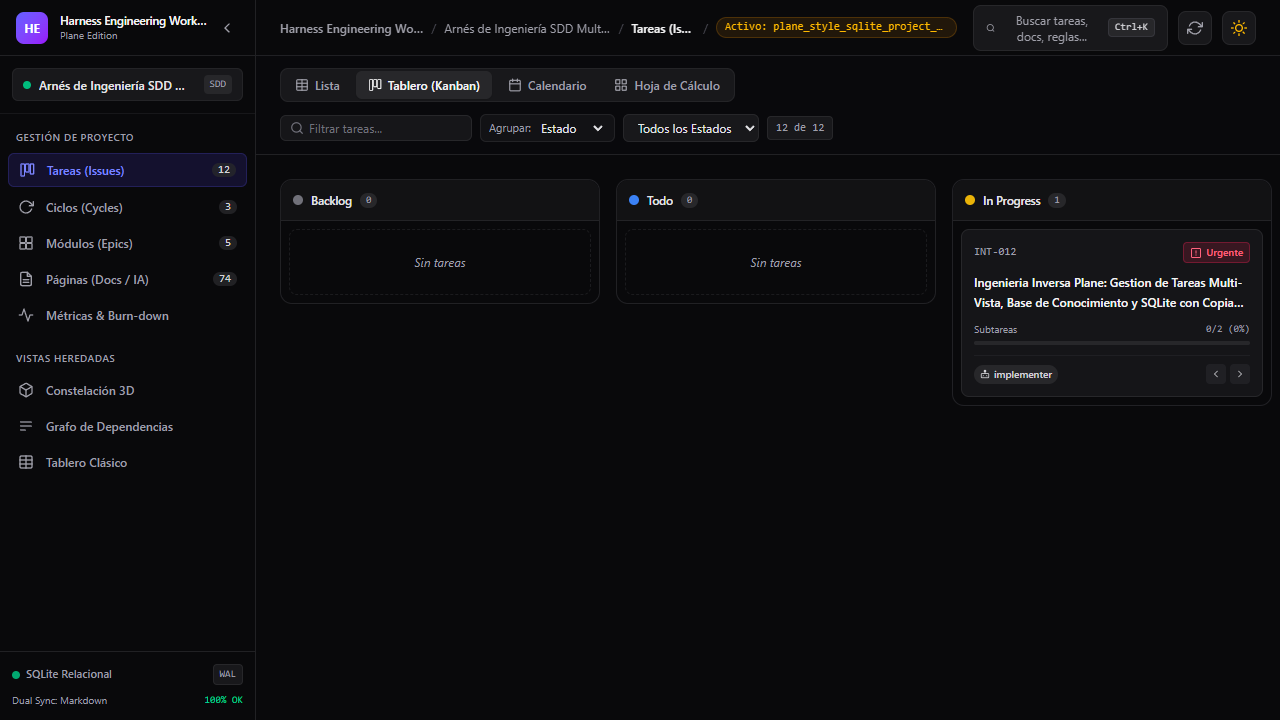 HE
Harness Engineering Work...
Plane Edition
Arnés de Ingeniería SDD ...
SDD
GESTIÓN DE PROYECTO
Tareas (Issues)
12
Ciclos (Cycles)
3
Módulos (Epics)
5
Páginas (Docs / IA)
74
Métricas & Burn-down
VISTAS HEREDADAS
Constelación 3D
Grafo de Dependencias
Tablero Clásico
SQLite Relacional
WAL
Dual Sync: Markdown
100% OK
Harness Engineering Wo... / Arnés de Ingeniería SDD Mult... / Tareas (Is... /
Activo: plane_style_sqlite_project_…
Buscar tareas,
docs, reglas...
Ctrl+K
Lista
Tablero (Kanban)
Calendario
Hoja de Cálculo
Filtrar tareas...
Agrupar: Estado
Todos los Estados
12 de 12
Backlog 0
Sin tareas
Todo 0
Sin tareas
In Progress 1
INT-012
Urgente
Ingenieria Inversa Plane: Gestion de Tareas Multi-
Vista, Base de Conocimiento y SQLite con Copia...
Subtareas
0/2 (0%)
implementer